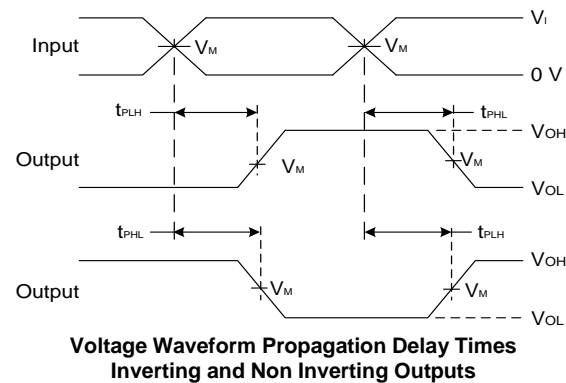 Input VM VM VI
0 V
tPLH tPHL
Output VM VM VOH
VOL
tPHL tPLH
Output VM VM VOH
VOL
Voltage Waveform Propagation Delay Times
Inverting and Non Inverting Outputs